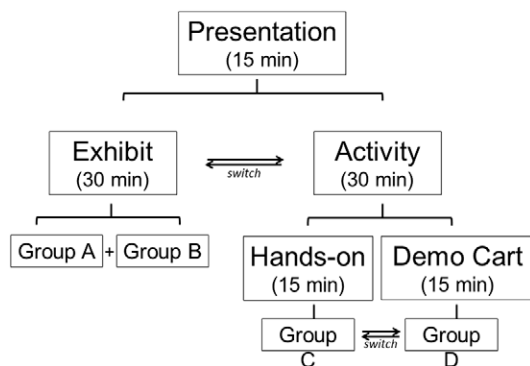 Presentation
(15 min)
Exhibit
(30 min)
switch
Activity
(30 min)
Group A + Group B
Hands-on
(15 min)
Demo Cart
(15 min)
Group
C
switch
Group
D